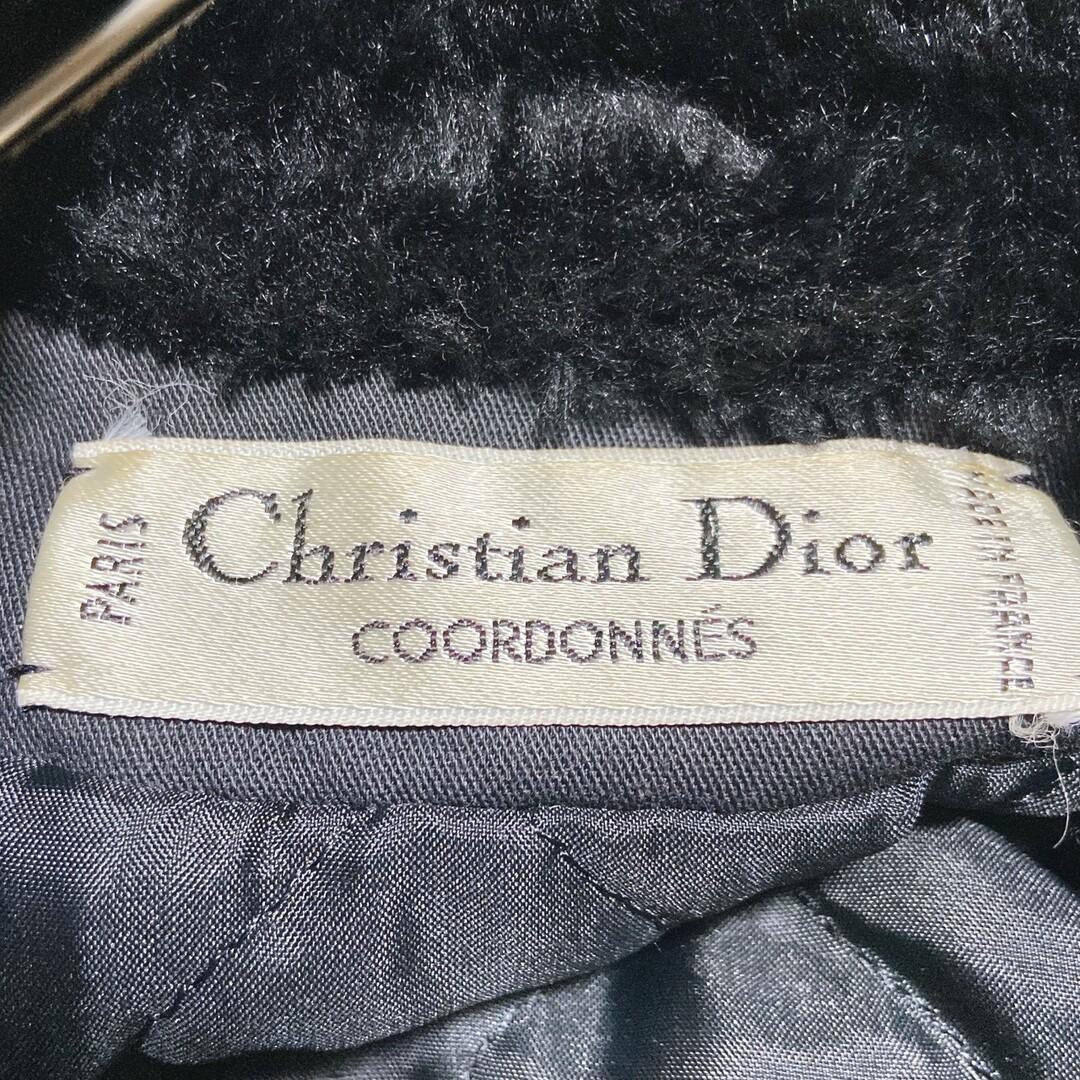 PARIS
Christian Dior
COORDONNÉS
MADE IN FRANCE